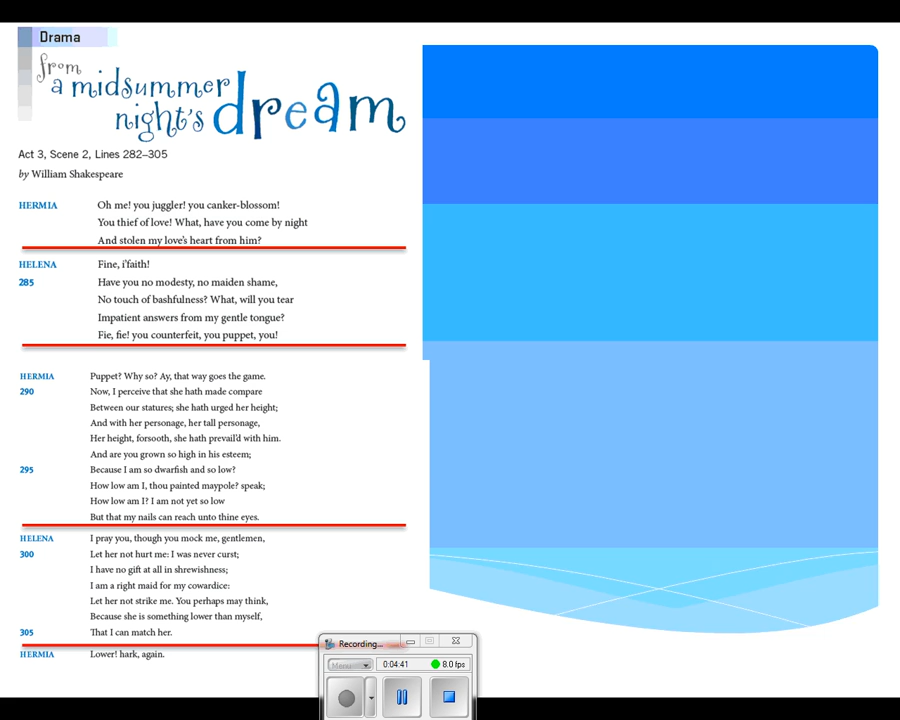 Drama
from
a midsummer
night's dream
Act 3, Scene 2, Lines 282–305
by William Shakespeare
HERMIA Oh me! you juggler! you canker-blossom!
You thief of love! What, have you come by night
And stolen my love's heart from him?
HELENA Fine, i'faith!
285 Have you no modesty, no maiden shame,
No touch of bashfulness? What, will you tear
Impatient answers from my gentle tongue?
Fie, fie! you counterfeit, you puppet, you!
HERMIA Puppet? Why so? Ay, that way goes the game.
290 Now, I perceive that she hath made compare
Between our statures; she hath urged her height;
And with her personage, her tall personage,
Her height, forsooth, she hath prevail'd with him.
And are you grown so high in his esteem;
295 Because I am so dwarfish and so low?
How low am I, thou painted maypole? speak;
How low am I? I am not yet so low
But that my nails can reach unto thine eyes.
HELENA I pray you, though you mock me, gentlemen,
300 Let her not hurt me: I was never curst;
I have no gift at all in shrewishness;
I am a right maid for my cowardice:
Let her not strike me. You perhaps may think,
Because she is something lower than myself,
305 That I can match her.
HERMIA Lower! hark, again.
Recording...
Menu 0:04:41 8.0 fps